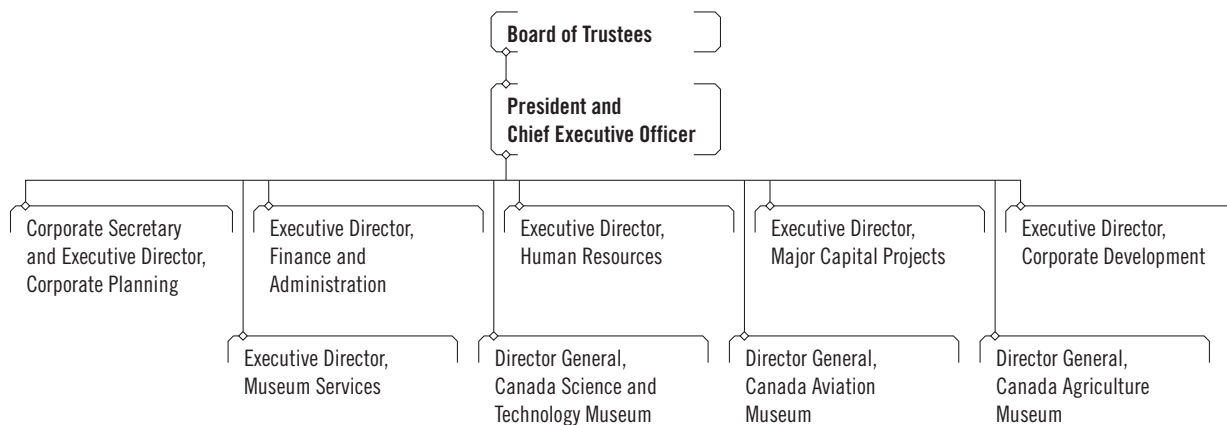 Board of Trustees
President and
Chief Executive Officer
Corporate Secretary
and Executive Director,
Corporate Planning
Executive Director,
Finance and
Administration
Executive Director,
Human Resources
Executive Director,
Major Capital Projects
Executive Director,
Corporate Development
Executive Director,
Museum Services
Director General,
Canada Science and
Technology Museum
Director General,
Canada Aviation
Museum
Director General,
Canada Agriculture
Museum